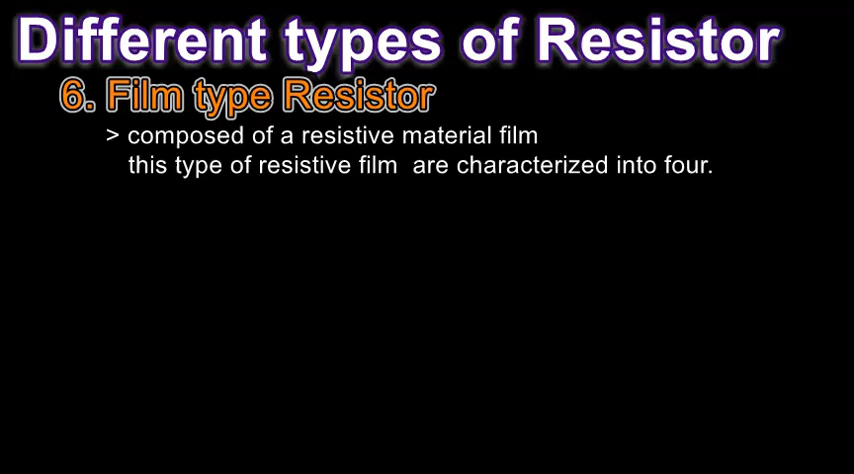 Different types of Resistor
6. Film type Resistor
> composed of a resistive material film
this type of resistive film  are characterized into four.